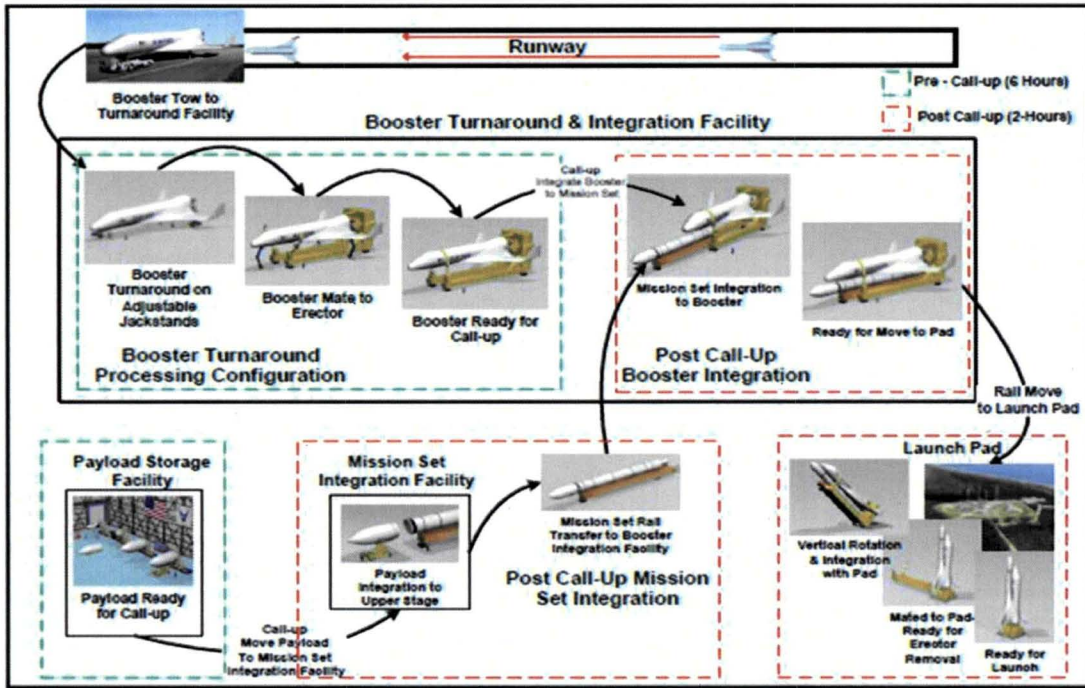 Runway
Booster Tow to
Turnaround Facility
Pre - Call-up (6 Hours)
Post Call-up (2-Hours)
Booster Turnaround & Integration Facility
Booster
Turnaround on
Adjustable
Jackstands
Booster Mate to
Erector
Booster Ready for
Call-up
Booster Turnaround
Processing Configuration
Call-up
Integrate Booster
to Mission Set
Mission Set Integration
to Booster
Ready for Move to Pad
Post Call-Up
Booster Integration
Rail Move
to Launch Pad
Payload Storage
Facility
Payload Ready
for Call-up
Call-up
Move Payload
To Mission Set
Integration Facility
Mission Set
Integration Facility
Payload
Integration to
Upper Stage
Mission Set Rail
Transfer to Booster
Integration Facility
Post Call-Up Mission
Set Integration
Launch Pad
Vertical Rotation
& Integration
with Pad
Mated to Pad-
Ready for
Erector
Removal
Ready for
Launch